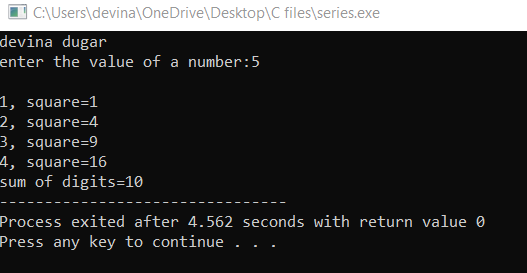 C:\Users\devina\OneDrive\Desktop\C files\series.exe
devina dugar
enter the value of a number:5
1, square=1
2, square=4
3, square=9
4, square=16
sum of digits=10
--------------------------------
Process exited after 4.562 seconds with return value 0
Press any key to continue . . .